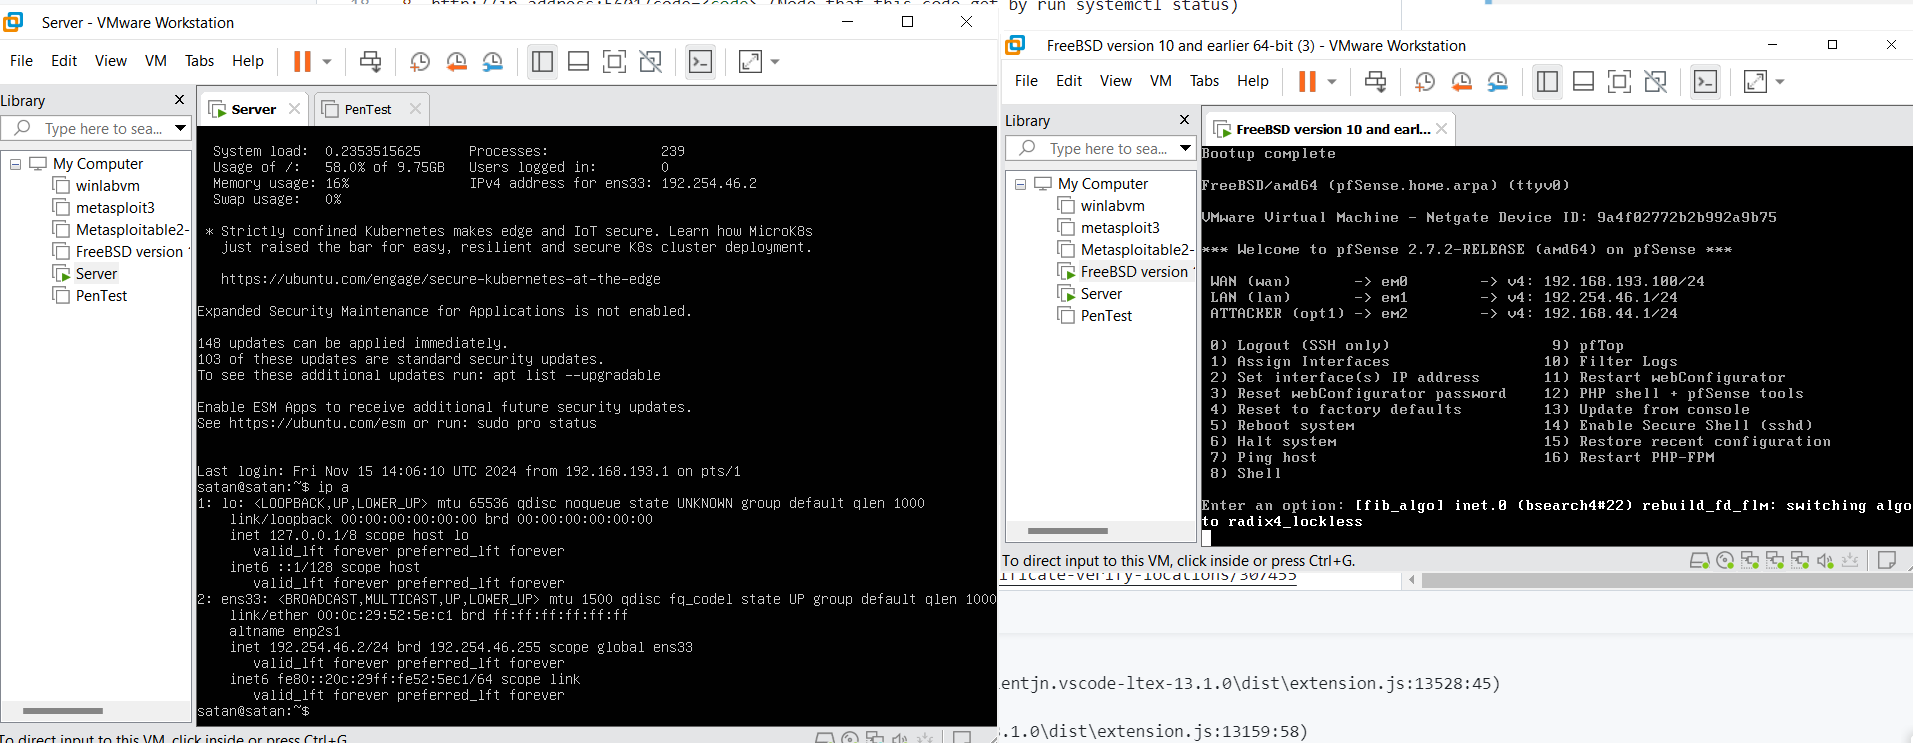 by run systemctl status)
Server - VMware Workstation
File Edit View VM Tabs Help
Library
Type here to sea...
My Computer
winlabvm
metasploit3
Metasploitable2-
FreeBSD version
Server
PenTest
Server
PenTest
System load: 0.2353515625 Processes: 239
Usage of /: 58.0% of 9.75GB Users logged in: 0
Memory usage: 16% IPv4 address for ens33: 192.254.46.2
Swap usage: 0%
* Strictly confined Kubernetes makes edge and IoT secure. Learn how MicroK8s
just raised the bar for easy, resilient and secure K8s cluster deployment.
https://ubuntu.com/engage/secure-kubernetes-at-the-edge
Expanded Security Maintenance for Applications is not enabled.
148 updates can be applied immediately.
103 of these updates are standard security updates.
To see these additional updates run: apt list --upgradable
Enable ESM Apps to receive additional future security updates.
See https://ubuntu.com/esm or run: sudo pro status
Last login: Fri Nov 15 14:06:10 UTC 2024 from 192.168.193.1 on pts/1
satan@satan:~$ ip a
1: lo: <LOOPBACK,UP,LOWER_UP> mtu 65536 qdisc noqueue state UNKNOWN group default qlen 1000
link/loopback 00:00:00:00:00:00 brd 00:00:00:00:00:00
inet 127.0.0.1/8 scope host lo
valid_lft forever preferred_lft forever
inet6 ::1/128 scope host
valid_lft forever preferred_lft forever
2: ens33: <BROADCAST,MULTICAST,UP,LOWER_UP> mtu 1500 qdisc fq_codel state UP group default qlen 1000
link/ether 00:0c:29:52:5e:c1 brd ff:ff:ff:ff:ff:ff
altname enp2s1
inet 192.254.46.2/24 brd 192.254.46.255 scope global ens33
valid_lft forever preferred_lft forever
inet6 fe80::20c:29ff:fe52:5ec1/64 scope link
valid_lft forever preferred_lft forever
satan@satan:~$
To direct input to this VM, click inside or press Ctrl+G.
FreeBSD version 10 and earlier 64-bit (3) - VMware Workstation
File Edit View VM Tabs Help
Library
Type here to sea...
My Computer
winlabvm
metasploit3
Metasploitable2-
FreeBSD version
Server
PenTest
FreeBSD version 10 and earl...
Bootup complete
FreeBSD/amd64 (pfSense.home.arpa) (ttyv0)
VMware Virtual Machine - Netgate Device ID: 9a4f02772b2b992a9b75
*** Welcome to pfSense 2.7.2-RELEASE (amd64) on pfSense ***
WAN (wan) -> em0 -> v4: 192.168.193.100/24
LAN (lan) -> em1 -> v4: 192.254.46.1/24
ATTACKER (opt1) -> em2 -> v4: 192.168.44.1/24
0) Logout (SSH only) 9) pfTop
1) Assign Interfaces 10) Filter Logs
2) Set interface(s) IP address 11) Restart webConfigurator
3) Reset webConfigurator password 12) PHP shell + pfSense tools
4) Reset to factory defaults 13) Update from console
5) Reboot system 14) Enable Secure Shell (sshd)
6) Halt system 15) Restore recent configuration
7) Ping host 16) Restart PHP-FPM
8) Shell
Enter an option: [fib_algo] inet.0 (bsearch4#22) rebuild_fd_flm: switching algo
to radix4_lockless
To direct input to this VM, click inside or press Ctrl+G.
ificate-verify-locations/307455
entjn.vscode-ltex-13.1.0\dist\extension.js:13528:45)
.1.0\dist\extension.js:13159:58)